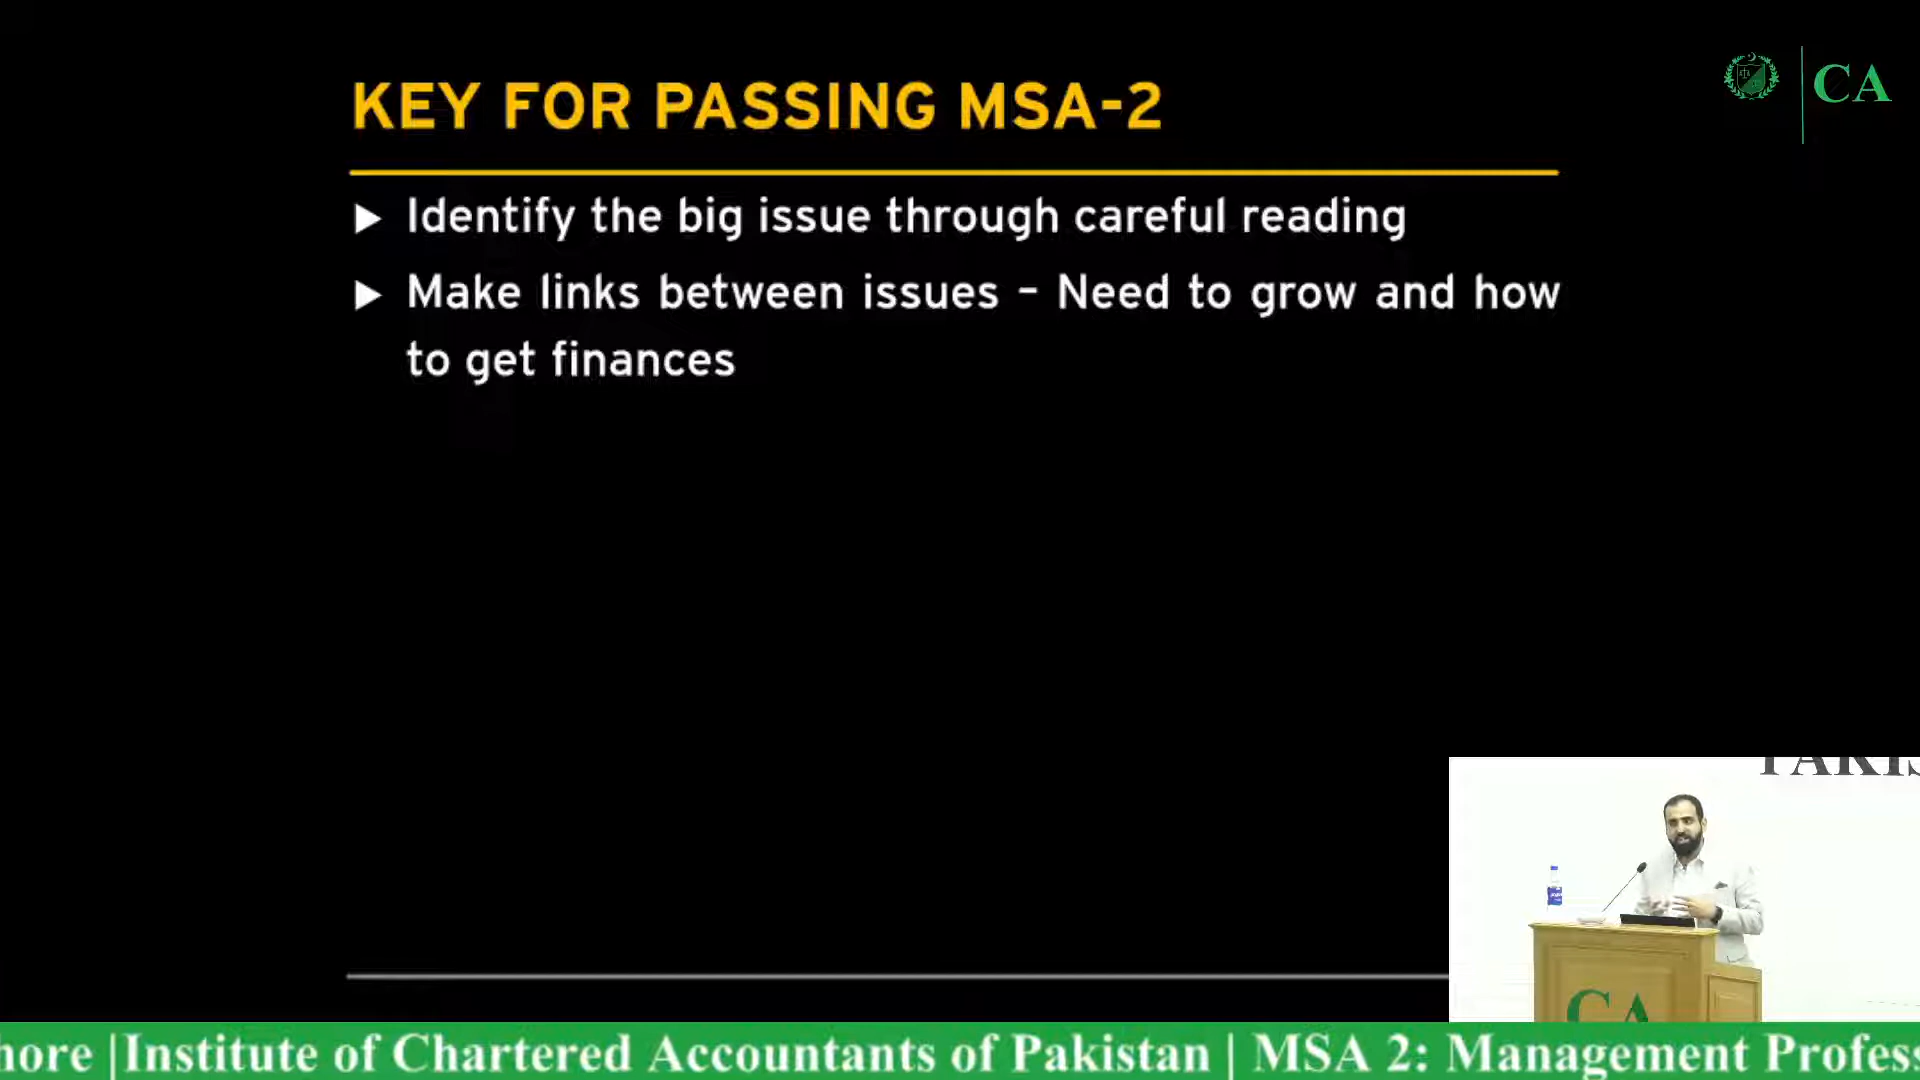 KEY FOR PASSING MSA-2
CA
▶ Identify the big issue through careful reading
▶ Make links between issues – Need to grow and how
to get finances
CA
hore |Institute of Chartered Accountants of Pakistan | MSA 2: Management Profess